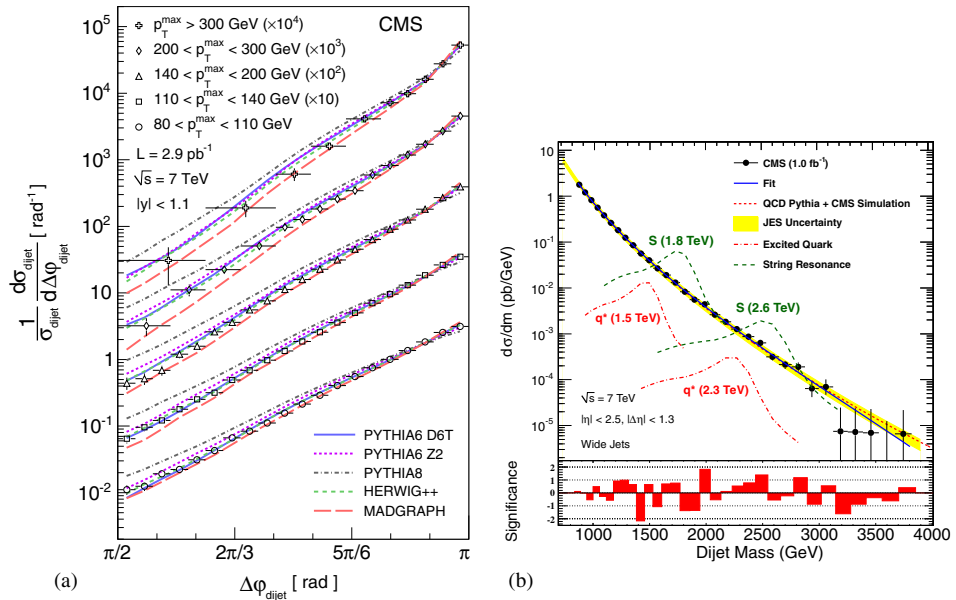 CMS
p_T^max > 300 GeV (×10^4)
200 < p_T^max < 300 GeV (×10^3)
140 < p_T^max < 200 GeV (×10^2)
110 < p_T^max < 140 GeV (×10)
80 < p_T^max < 110 GeV
L = 2.9 pb^-1
√s = 7 TeV
|y| < 1.1
10^5
10^4
10^3
10^2
10
1
10^-1
10^-2
1/σ_dijet dσ_dijet/dΔφ_dijet [ rad^-1 ]
PYTHIA6 D6T
PYTHIA6 Z2
PYTHIA8
HERWIG++
MADGRAPH
π/2 2π/3 5π/6 π
Δφ_dijet [ rad ]
(a)
10
1
10^-1
10^-2
10^-3
10^-4
10^-5
dσ/dm (pb/GeV)
CMS (1.0 fb^-1)
Fit
QCD Pythia + CMS Simulation
JES Uncertainty
Excited Quark
String Resonance
S (1.8 TeV)
q* (1.5 TeV)
S (2.6 TeV)
q* (2.3 TeV)
√s = 7 TeV
|η| < 2.5, |Δη| < 1.3
Wide Jets
Significance
2
1
0
-1
-2
1000 1500 2000 2500 3000 3500 4000
Dijet Mass (GeV)
(b)